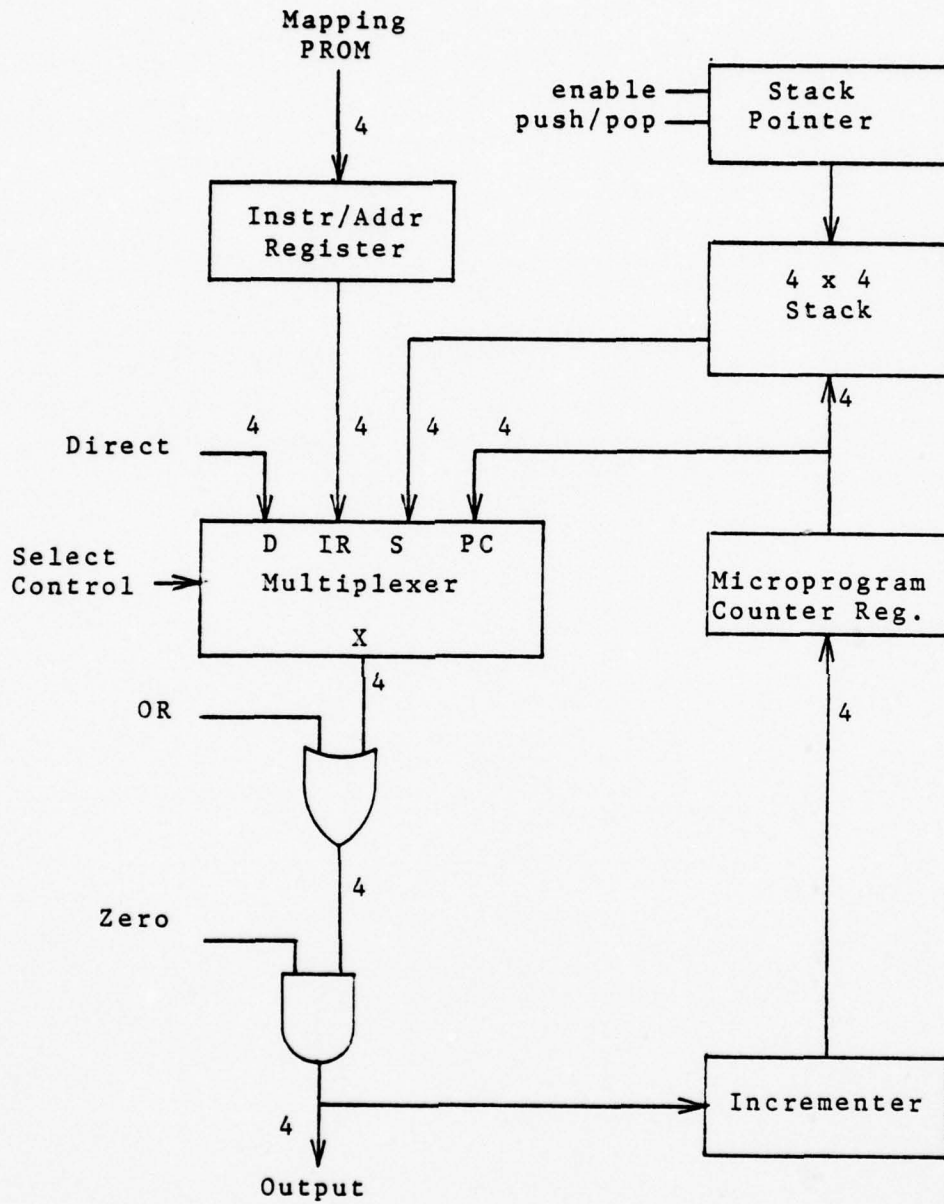 Mapping
PROM
4
enable
push/pop
Stack
Pointer
Instr/Addr
Register
4 x 4
Stack
4
Direct
4
4
4
4
D IR S PC
Multiplexer
X
Select
Control
Microprogram
Counter Reg.
4
OR
4
4
Zero
Incrementer
4
Output